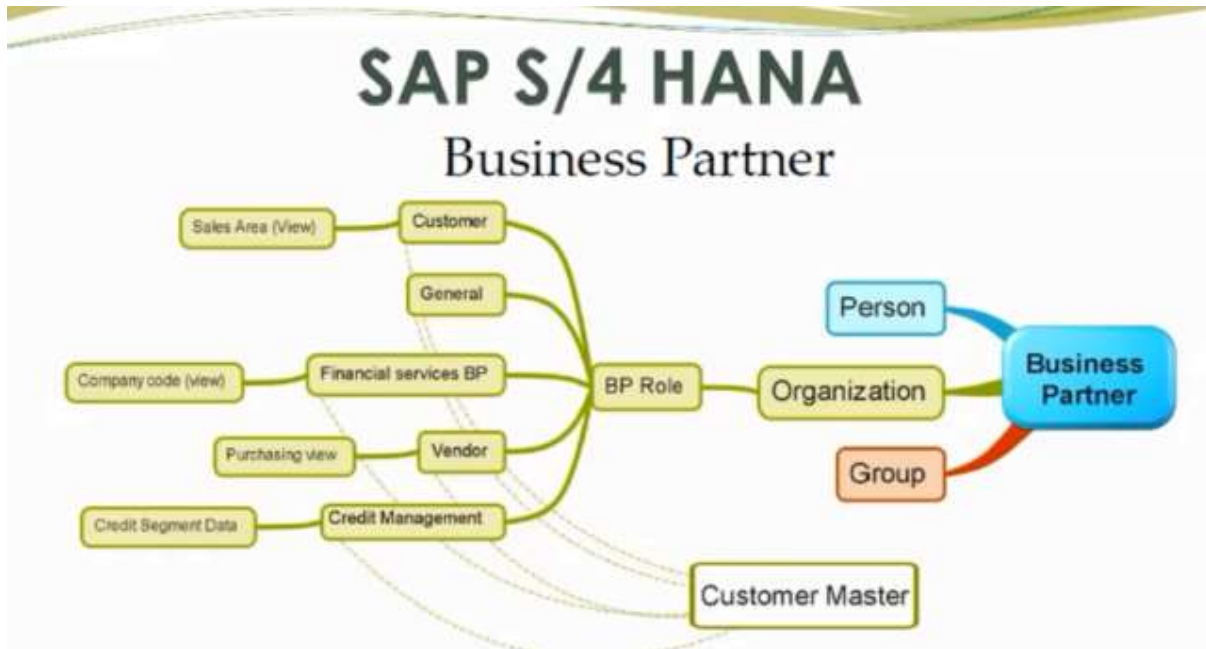 SAP S/4 HANA
Business Partner
Sales Area (View)
Customer
General
Company code (view)
Financial services BP
Purchasing view
Vendor
Credit Segment Data
Credit Management
BP Role
Organization
Person
Group
Business
Partner
Customer Master